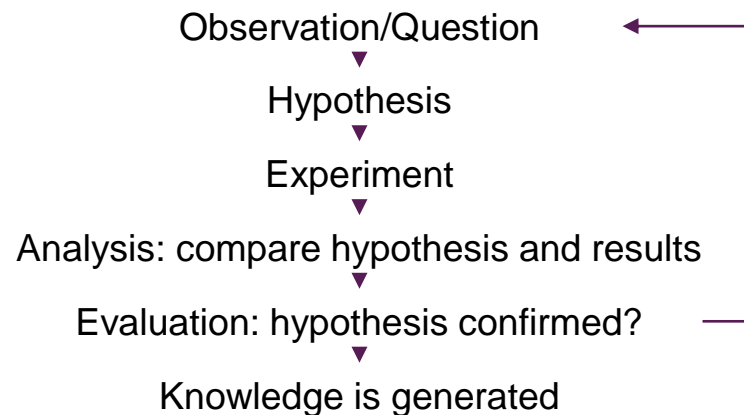 Observation/Question
Hypothesis
Experiment
Analysis: compare hypothesis and results
Evaluation: hypothesis confirmed?
Knowledge is generated